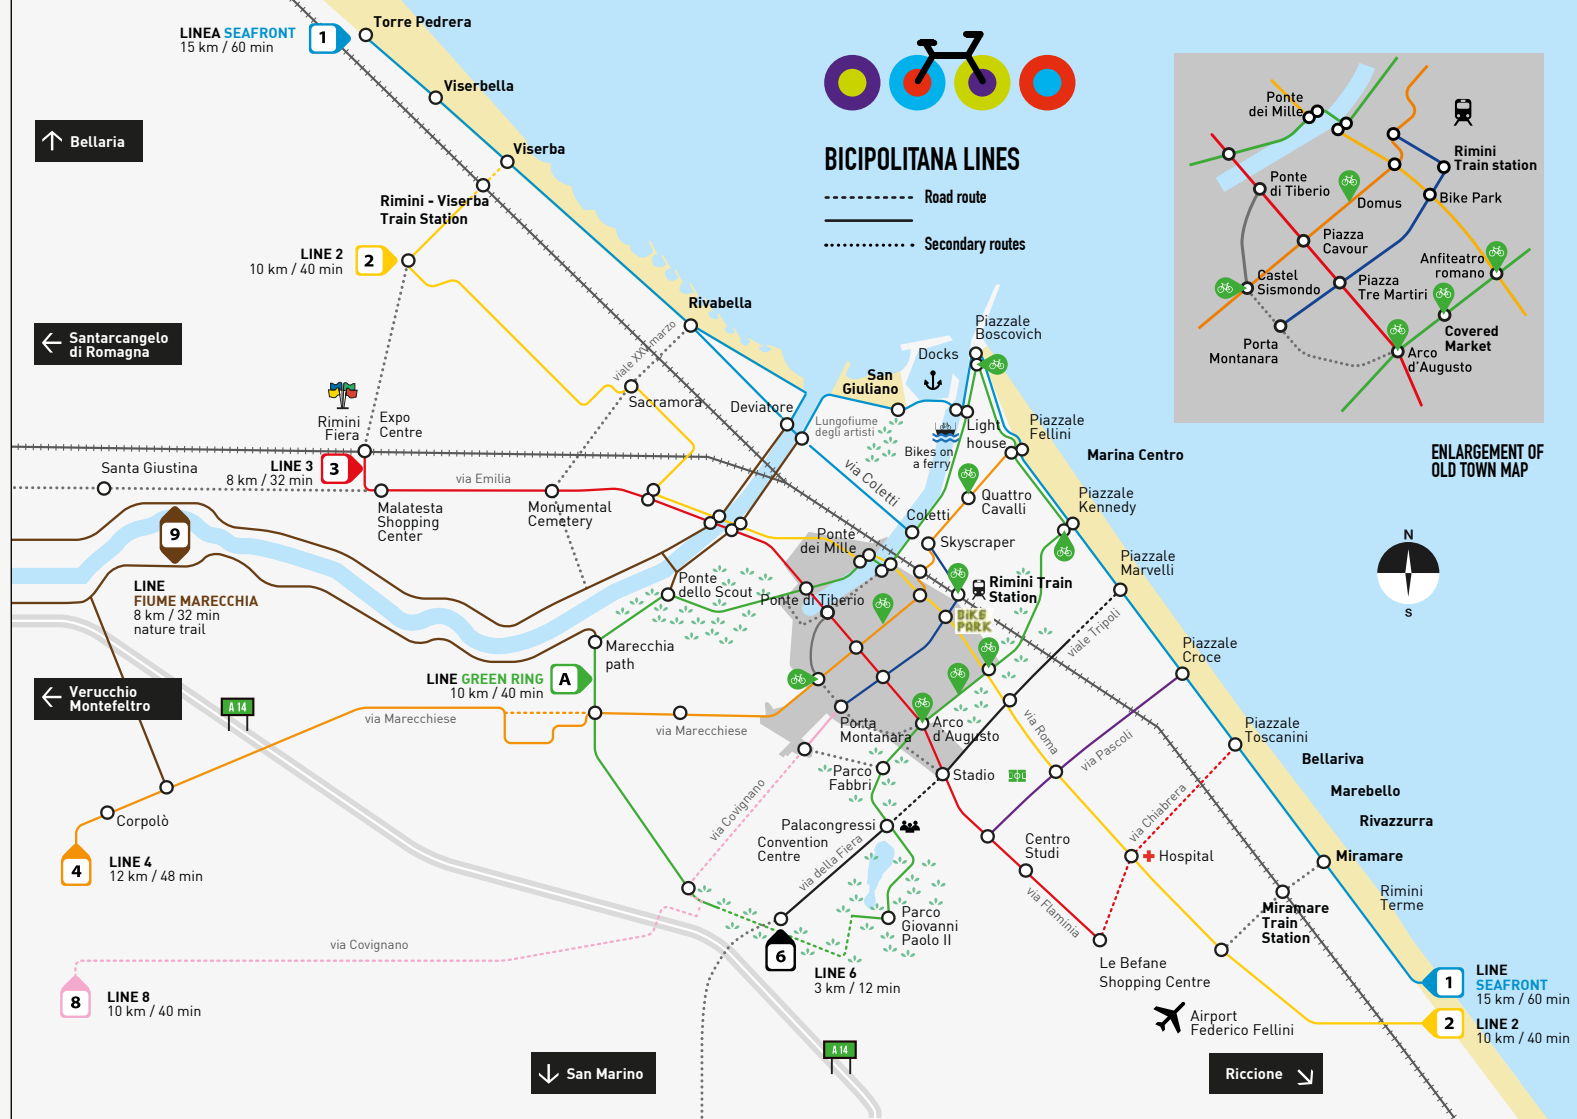 LINEA SEAFRONT
15 km / 60 min
1
Torre Pedrera
Viserbella
Viserba
Bellaria
Rimini - Viserba
Train Station
LINE 2
10 km / 40 min
2
Santarcangelo
di Romagna
Rivabella
viale XXV marzo
Sacramora
Deviatore
Rimini
Fiera
Expo
Centre
Santa Giustina
LINE 3
8 km / 32 min
3
via Emilia
Malatesta
Shopping
Center
Monumental
Cemetery
9
LINE
FIUME MARECCHIA
8 km / 32 min
nature trail
Verucchio
Montefeltro
A 14
LINE GREEN RING
10 km / 40 min
A
Marecchia
path
Ponte
dello Scout
via Marecchiese
via Marecchiese
Corpolò
4
LINE 4
12 km / 48 min
via Covignano
8
LINE 8
10 km / 40 min
via Covignano
San Marino
BICIPOLITANA LINES
Road route
Secondary routes
Piazzale
Boscovich
Docks
San
Giuliano
Lungofiume
degli artisti
Light
house
Bikes on
a ferry
Piazzale
Fellini
Marina Centro
via Coletti
Coletti
Quattro
Cavalli
Piazzale
Kennedy
Skyscraper
Ponte
dei Mille
Ponte di Tiberio
Rimini Train
Station
BIKE
PARK
Piazzale
Marvelli
viale Tripoli
Piazzale
Croce
Porta
Montanara
Arco
d'Augusto
via Roma
via Pascoli
Piazzale
Toscanini
Bellariva
Marebello
Rivazzurra
Miramare
Parco
Fabbri
Stadio
Palacongressi
Convention
Centre
via della Fiera
Centro
Studi
via Chiabrera
Hospital
via Flaminia
Miramare
Train
Station
Rimini
Terme
Parco
Giovanni
Paolo II
6
LINE 6
3 km / 12 min
Le Befane
Shopping Centre
Airport
Federico Fellini
1
LINE
SEAFRONT
15 km / 60 min
2
LINE 2
10 km / 40 min
A 14
Riccione
N
S
Ponte
dei Mille
Rimini
Train station
Ponte
di Tiberio
Domus
Bike Park
Piazza
Cavour
Anfiteatro
romano
Castel
Sismondo
Piazza
Tre Martiri
Covered
Market
Porta
Montanara
Arco
d'Augusto
ENLARGEMENT OF
OLD TOWN MAP